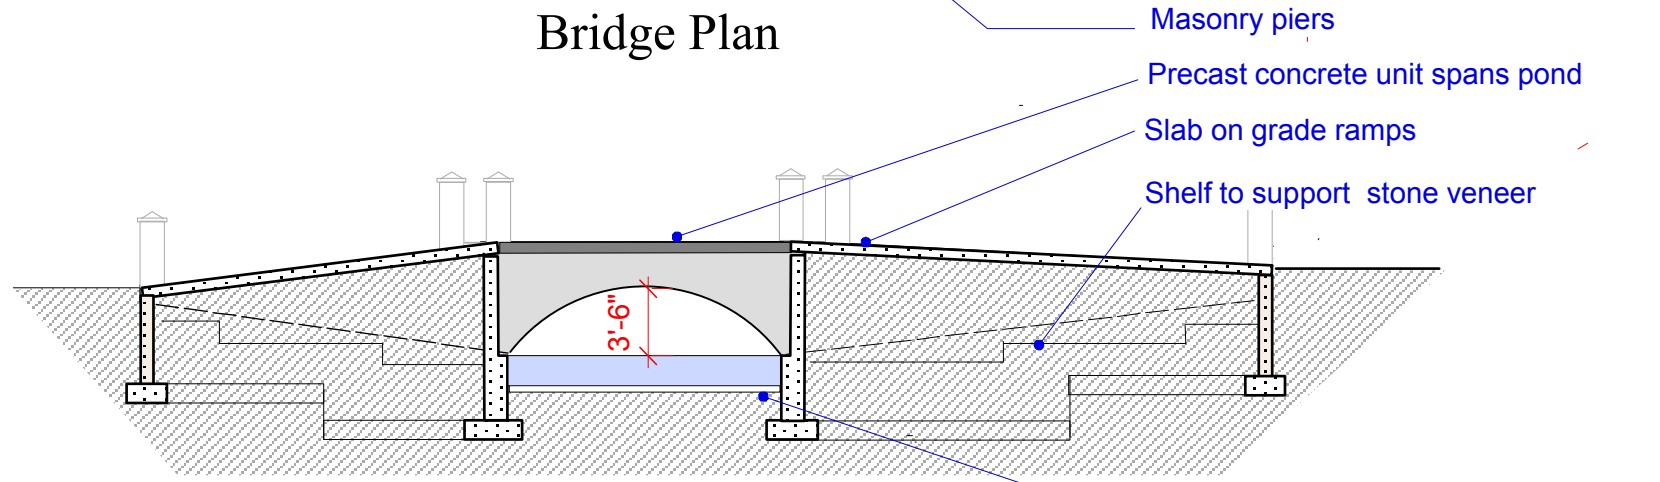 Bridge Plan
Masonry piers
Precast concrete unit spans pond
Slab on grade ramps
Shelf to support stone veneer
3'-6"